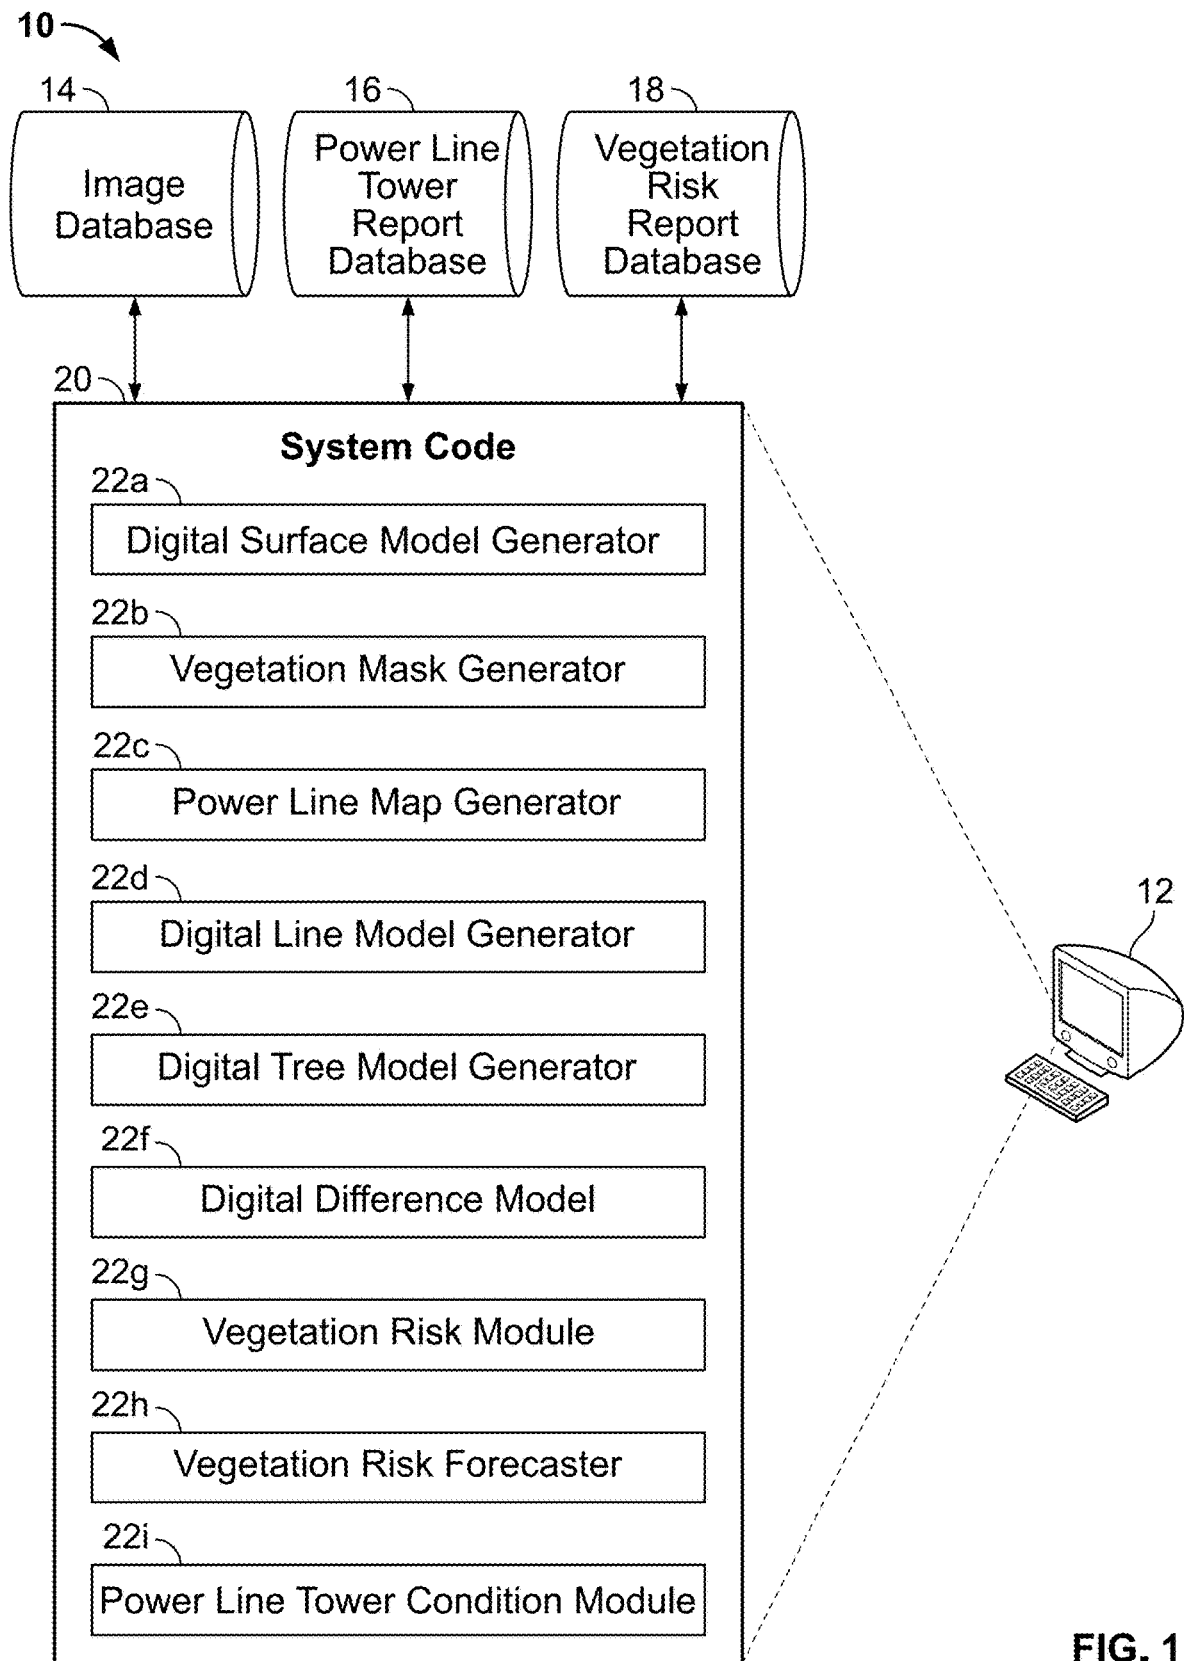 10
14
16
18
Image
Database
Power Line
Tower
Report
Database
Vegetation
Risk
Report
Database
20
System Code
22a
Digital Surface Model Generator
22b
Vegetation Mask Generator
22c
Power Line Map Generator
22d
Digital Line Model Generator
12
22e
Digital Tree Model Generator
22f
Digital Difference Model
22g
Vegetation Risk Module
22h
Vegetation Risk Forecaster
22i
Power Line Tower Condition Module
FIG. 1